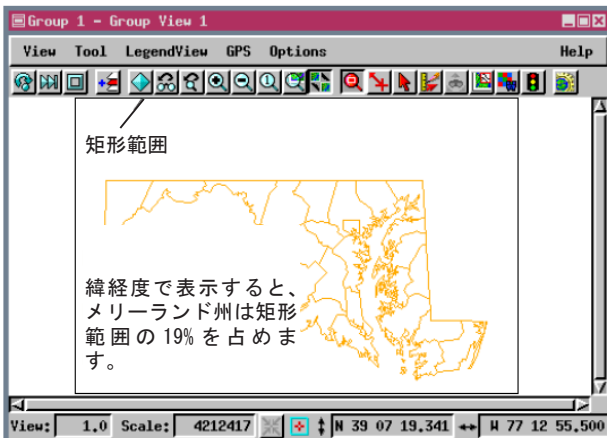 Group 1 - Group View 1
View Tool LegendView GPS Options Help
矩形範囲
緯経度で表示すると、
メリーランド州は矩形
範囲の19%を占めま
す。
View: 1.0 Scale: 4212417 N 39 07 19.341 W 77 12 55.500